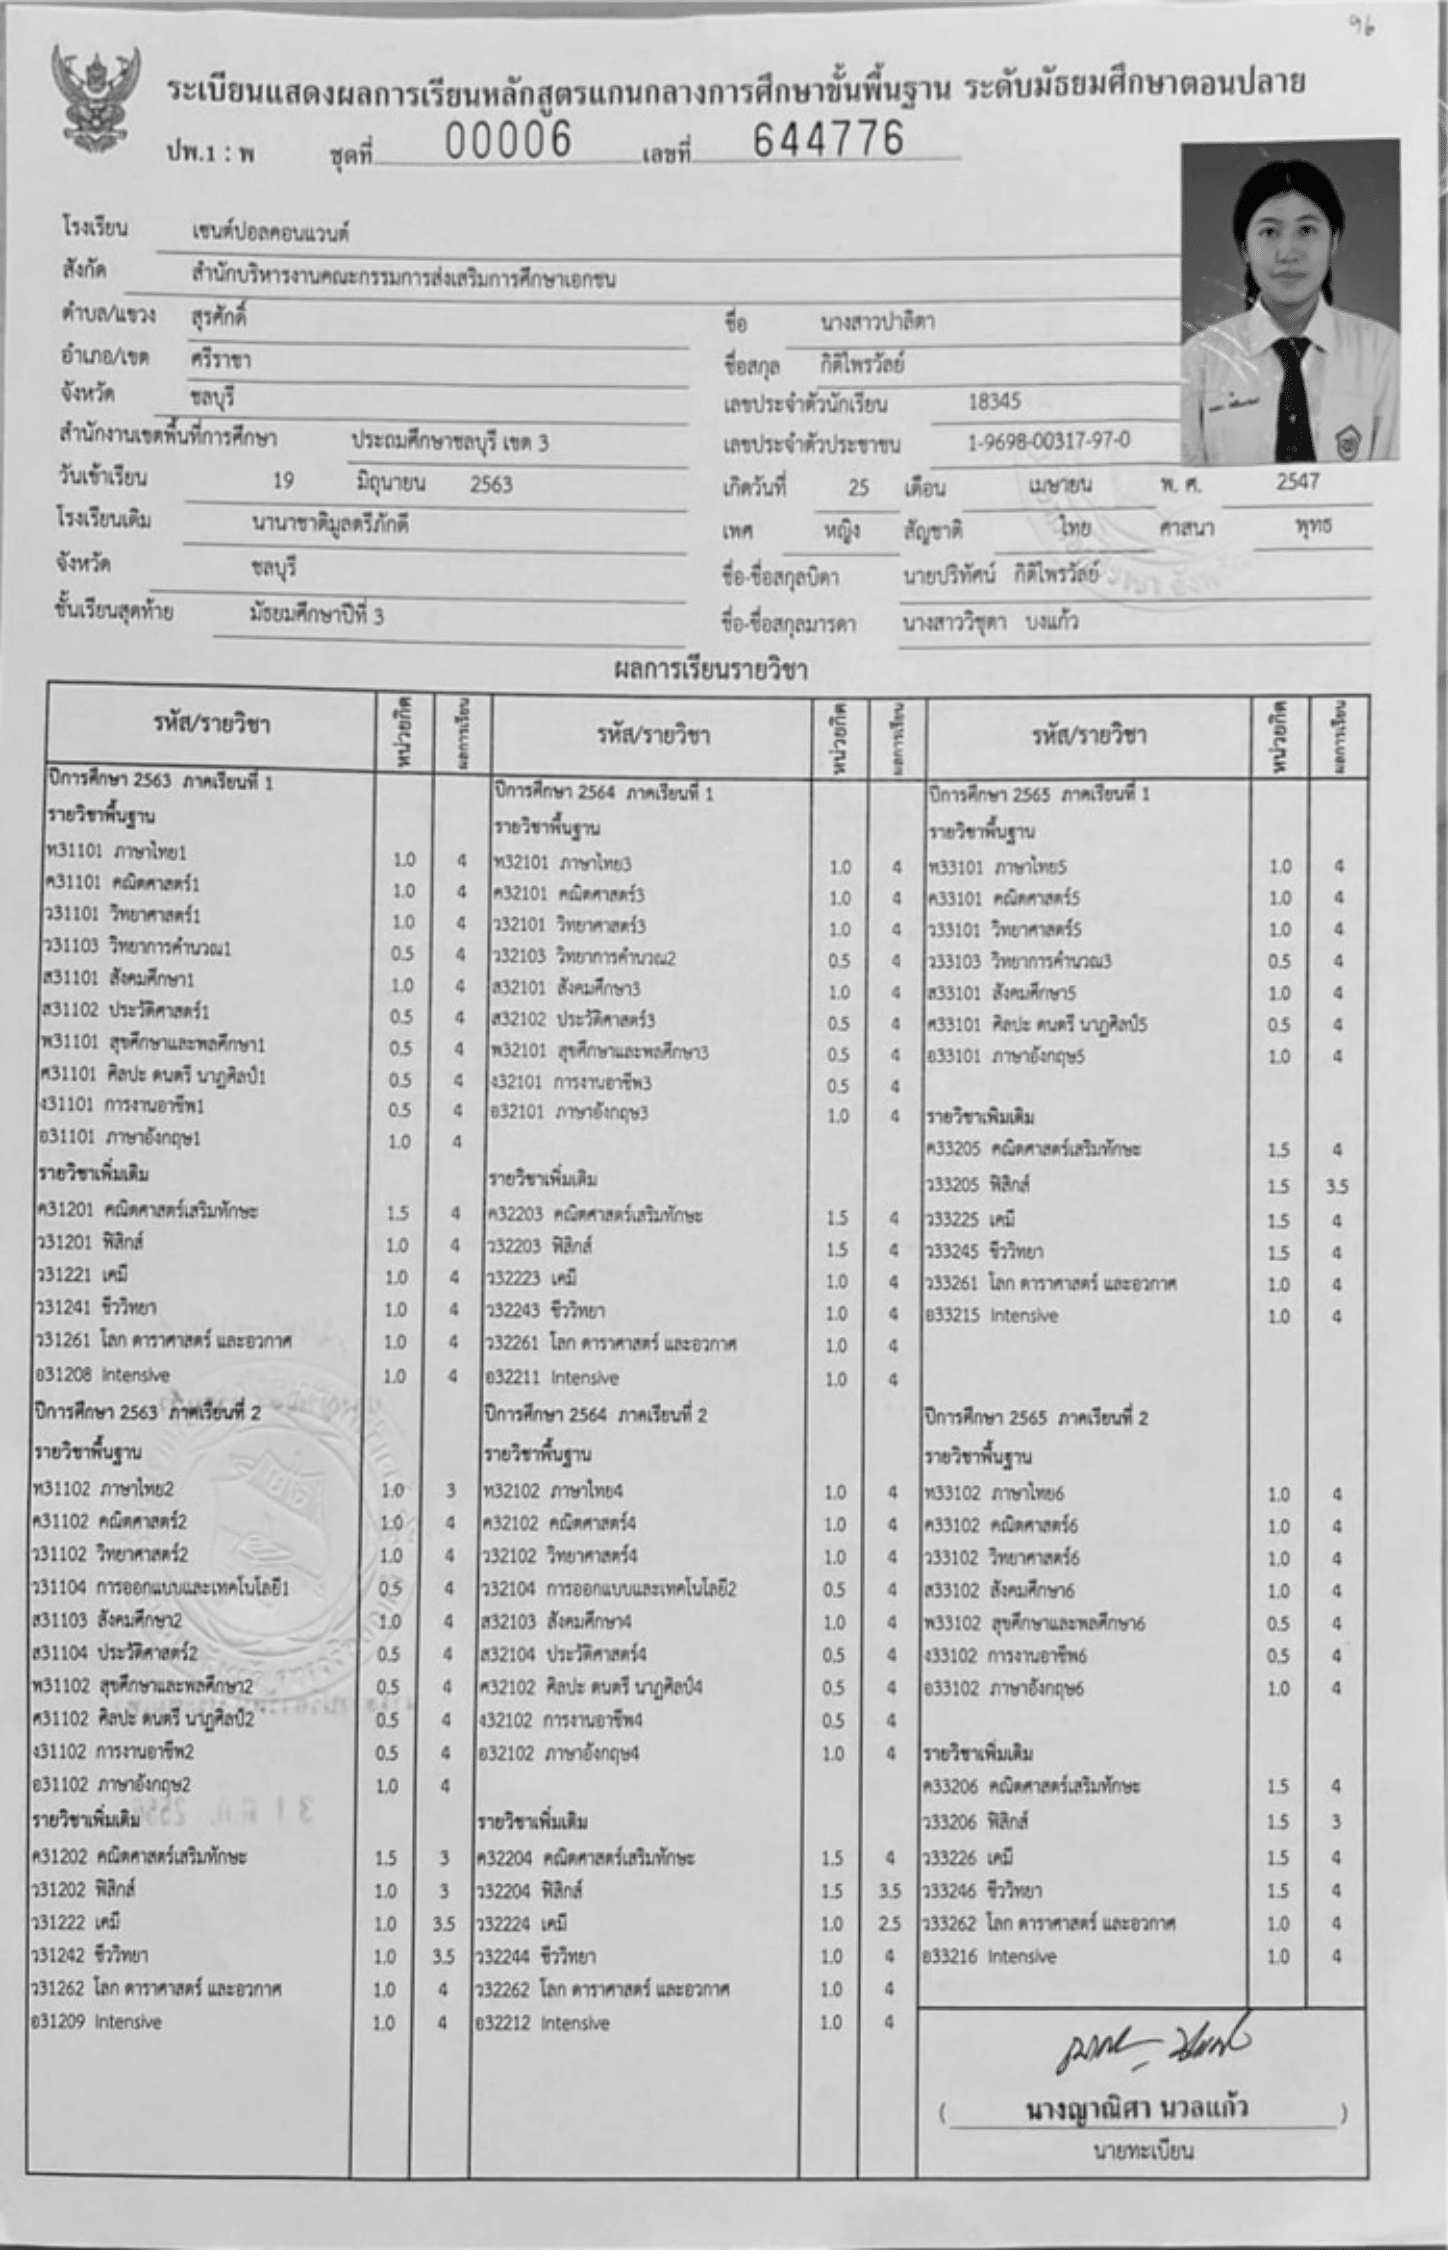 96
ระเบียนแสดงผลการเรียนหลักสูตรแกนกลางการศึกษาขั้นพื้นฐาน ระดับมัธยมศึกษาตอนปลาย
ปพ.1 : พ ชุดที่ 00006 เลขที่ 644776
โรงเรียน เซนต์ปอลคอนแวนต์
สังกัด สำนักบริหารงานคณะกรรมการส่งเสริมการศึกษาเอกชน
ตำบล/แขวง สุรศักดิ์
อำเภอ/เขต ศรีราชา
จังหวัด ชลบุรี
สำนักงานเขตพื้นที่การศึกษา ประถมศึกษาชลบุรี เขต 3
วันเข้าเรียน 19 มิถุนายน 2563
โรงเรียนเดิม นานาชาติมูลตรีภักดี
จังหวัด ชลบุรี
ชั้นเรียนสุดท้าย มัธยมศึกษาปีที่ 3
ชื่อ นางสาวปาลิตา
ชื่อสกุล กิติไพรวัลย์
เลขประจำตัวนักเรียน 18345
เลขประจำตัวประชาชน 1-9698-00317-97-0
เกิดวันที่ 25 เดือน เมษายน พ. ศ. 2547
เพศ หญิง สัญชาติ ไทย ศาสนา พุทธ
ชื่อ-ชื่อสกุลบิดา นายปริทัศน์ กิติไพรวัลย์
ชื่อ-ชื่อสกุลมารดา นางสาววิชุดา บงแก้ว
ผลการเรียนรายวิชา
รหัส/รายวิชา หน่วยกิต ผลการเรียน
ปีการศึกษา 2563 ภาคเรียนที่ 1
รายวิชาพื้นฐาน
ท31101 ภาษาไทย1 1.0 4
ค31101 คณิตศาสตร์1 1.0 4
ว31101 วิทยาศาสตร์1 1.0 4
ว31103 วิทยาการคำนวณ1 0.5 4
ส31101 สังคมศึกษา1 1.0 4
ส31102 ประวัติศาสตร์1 0.5 4
พ31101 สุขศึกษาและพลศึกษา1 0.5 4
ศ31101 ศิลปะ ดนตรี นาฏศิลป์1 0.5 4
ง31101 การงานอาชีพ1 0.5 4
อ31101 ภาษาอังกฤษ1 1.0 4
รายวิชาเพิ่มเติม
ค31201 คณิตศาสตร์เสริมทักษะ 1.5 4
ว31201 ฟิสิกส์ 1.0 4
ว31221 เคมี 1.0 4
ว31241 ชีววิทยา 1.0 4
ว31261 โลก ดาราศาสตร์ และอวกาศ 1.0 4
อ31208 Intensive 1.0 4
ปีการศึกษา 2563 ภาคเรียนที่ 2
รายวิชาพื้นฐาน
ท31102 ภาษาไทย2 1.0 3
ค31102 คณิตศาสตร์2 1.0 4
ว31102 วิทยาศาสตร์2 1.0 4
ว31104 การออกแบบและเทคโนโลยี1 0.5 4
ส31103 สังคมศึกษา2 1.0 4
ส31104 ประวัติศาสตร์2 0.5 4
พ31102 สุขศึกษาและพลศึกษา2 0.5 4
ศ31102 ศิลปะ ดนตรี นาฏศิลป์2 0.5 4
ง31102 การงานอาชีพ2 0.5 4
อ31102 ภาษาอังกฤษ2 1.0 4
รายวิชาเพิ่มเติม
ค31202 คณิตศาสตร์เสริมทักษะ 1.5 3
ว31202 ฟิสิกส์ 1.0 3
ว31222 เคมี 1.0 3.5
ว31242 ชีววิทยา 1.0 3.5
ว31262 โลก ดาราศาสตร์ และอวกาศ 1.0 4
อ31209 Intensive 1.0 4
รหัส/รายวิชา หน่วยกิต ผลการเรียน
ปีการศึกษา 2564 ภาคเรียนที่ 1
รายวิชาพื้นฐาน
ท32101 ภาษาไทย3 1.0 4
ค32101 คณิตศาสตร์3 1.0 4
ว32101 วิทยาศาสตร์3 1.0 4
ว32103 วิทยาการคำนวณ2 0.5 4
ส32101 สังคมศึกษา3 1.0 4
ส32102 ประวัติศาสตร์3 0.5 4
พ32101 สุขศึกษาและพลศึกษา3 0.5 4
ง32101 การงานอาชีพ3 0.5 4
อ32101 ภาษาอังกฤษ3 1.0 4
รายวิชาเพิ่มเติม
ค32203 คณิตศาสตร์เสริมทักษะ 1.5 4
ว32203 ฟิสิกส์ 1.5 4
ว32223 เคมี 1.0 4
ว32243 ชีววิทยา 1.0 4
ว32261 โลก ดาราศาสตร์ และอวกาศ 1.0 4
อ32211 Intensive 1.0 4
ปีการศึกษา 2564 ภาคเรียนที่ 2
รายวิชาพื้นฐาน
ท32102 ภาษาไทย4 1.0 4
ค32102 คณิตศาสตร์4 1.0 4
ว32102 วิทยาศาสตร์4 1.0 4
ว32104 การออกแบบและเทคโนโลยี2 0.5 4
ส32103 สังคมศึกษา4 1.0 4
ส32104 ประวัติศาสตร์4 0.5 4
ศ32102 ศิลปะ ดนตรี นาฏศิลป์4 0.5 4
ง32102 การงานอาชีพ4 0.5 4
อ32102 ภาษาอังกฤษ4 1.0 4
รายวิชาเพิ่มเติม
ค32204 คณิตศาสตร์เสริมทักษะ 1.5 4
ว32204 ฟิสิกส์ 1.5 3.5
ว32224 เคมี 1.0 2.5
ว32244 ชีววิทยา 1.0 4
ว32262 โลก ดาราศาสตร์ และอวกาศ 1.0 4
อ32212 Intensive 1.0 4
รหัส/รายวิชา หน่วยกิต ผลการเรียน
ปีการศึกษา 2565 ภาคเรียนที่ 1
รายวิชาพื้นฐาน
ท33101 ภาษาไทย5 1.0 4
ค33101 คณิตศาสตร์5 1.0 4
ว33101 วิทยาศาสตร์5 1.0 4
ว33103 วิทยาการคำนวณ3 0.5 4
ส33101 สังคมศึกษา5 1.0 4
ศ33101 ศิลปะ ดนตรี นาฏศิลป์5 0.5 4
อ33101 ภาษาอังกฤษ5 1.0 4
รายวิชาเพิ่มเติม
ค33205 คณิตศาสตร์เสริมทักษะ 1.5 4
ว33205 ฟิสิกส์ 1.5 3.5
ว33225 เคมี 1.5 4
ว33245 ชีววิทยา 1.5 4
ว33261 โลก ดาราศาสตร์ และอวกาศ 1.0 4
อ33215 Intensive 1.0 4
ปีการศึกษา 2565 ภาคเรียนที่ 2
รายวิชาพื้นฐาน
ท33102 ภาษาไทย6 1.0 4
ค33102 คณิตศาสตร์6 1.0 4
ว33102 วิทยาศาสตร์6 1.0 4
ส33102 สังคมศึกษา6 1.0 4
พ33102 สุขศึกษาและพลศึกษา6 0.5 4
ง33102 การงานอาชีพ6 0.5 4
อ33102 ภาษาอังกฤษ6 1.0 4
รายวิชาเพิ่มเติม
ค33206 คณิตศาสตร์เสริมทักษะ 1.5 4
ว33206 ฟิสิกส์ 1.5 3
ว33226 เคมี 1.5 4
ว33246 ชีววิทยา 1.5 4
ว33262 โลก ดาราศาสตร์ และอวกาศ 1.0 4
อ33216 Intensive 1.0 4
( นางญาณิศา นวลแก้ว )
นายทะเบียน